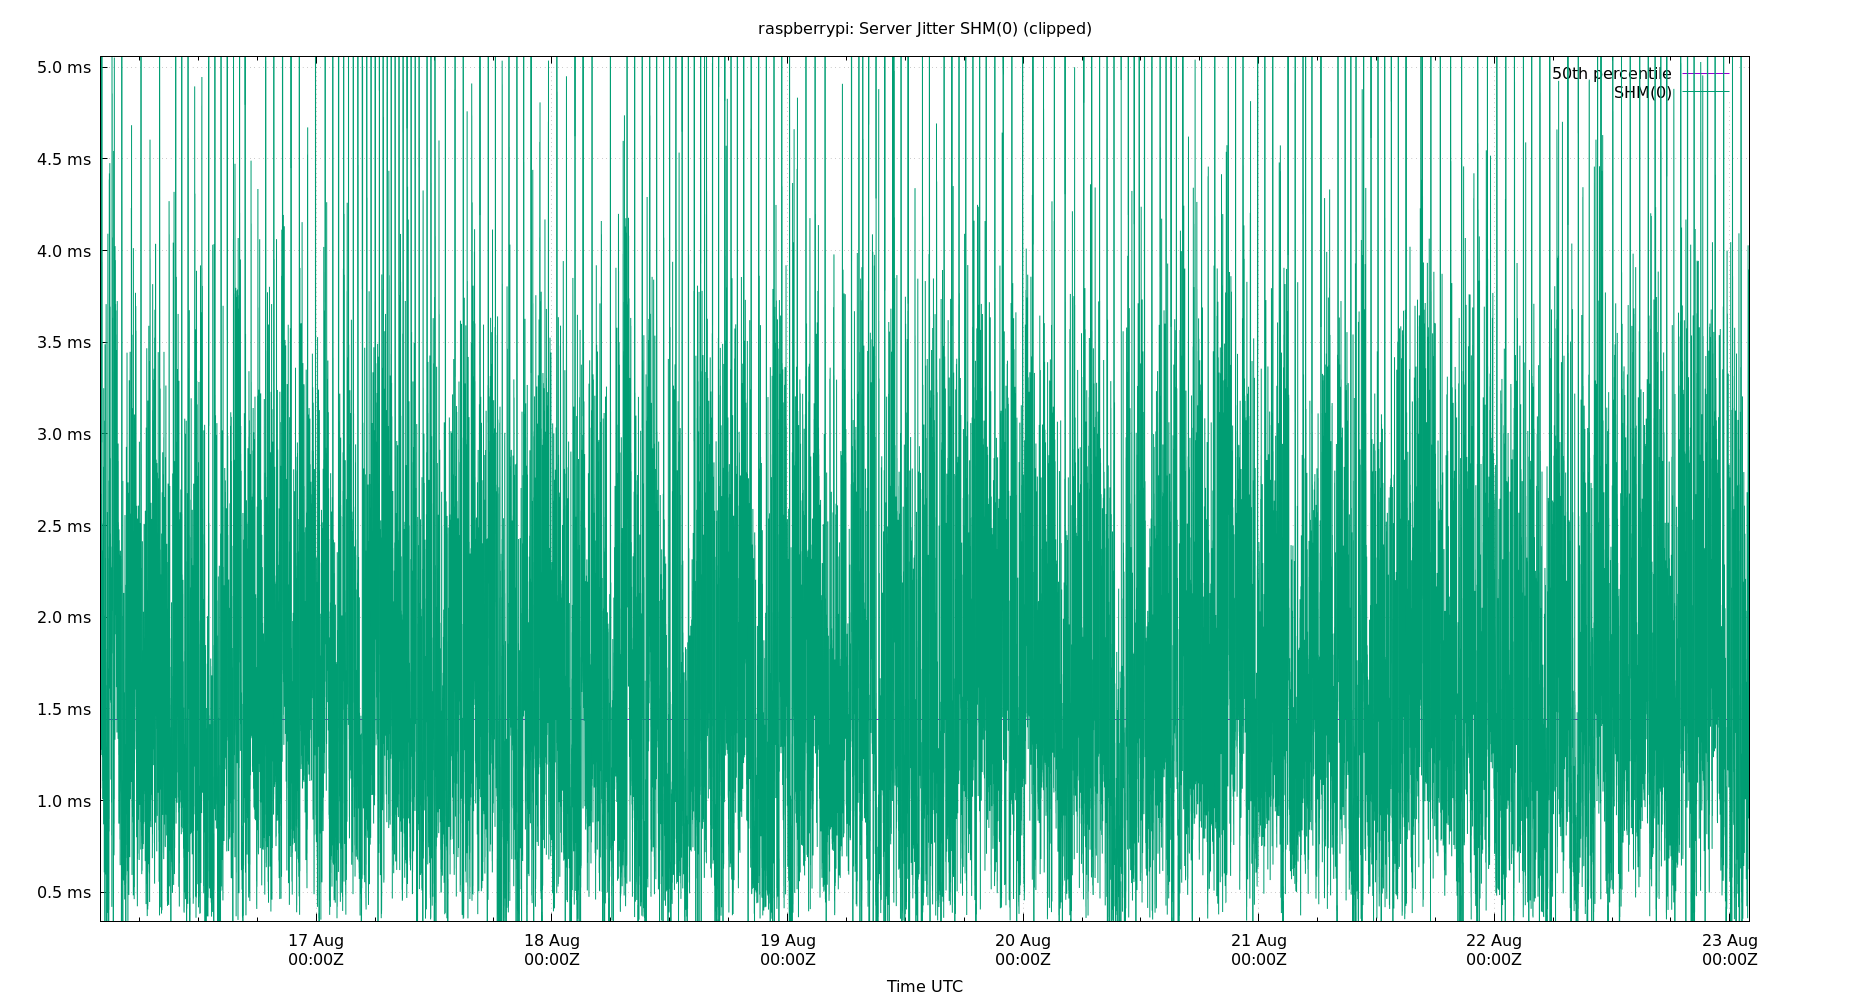 raspberrypi: Server Jitter SHM(0) (clipped)
5.0 ms
50th percentile
SHM(0)
4.5 ms
4.0 ms
3.5 ms
3.0 ms
2.5 ms
2.0 ms
1.5 ms
1.0 ms
0.5 ms
17 Aug 18 Aug 19 Aug 20 Aug 21 Aug 22 Aug 23 Aug
00:00Z 00:00Z 00:00Z 00:00Z 00:00Z 00:00Z 00:00Z
Time UTC